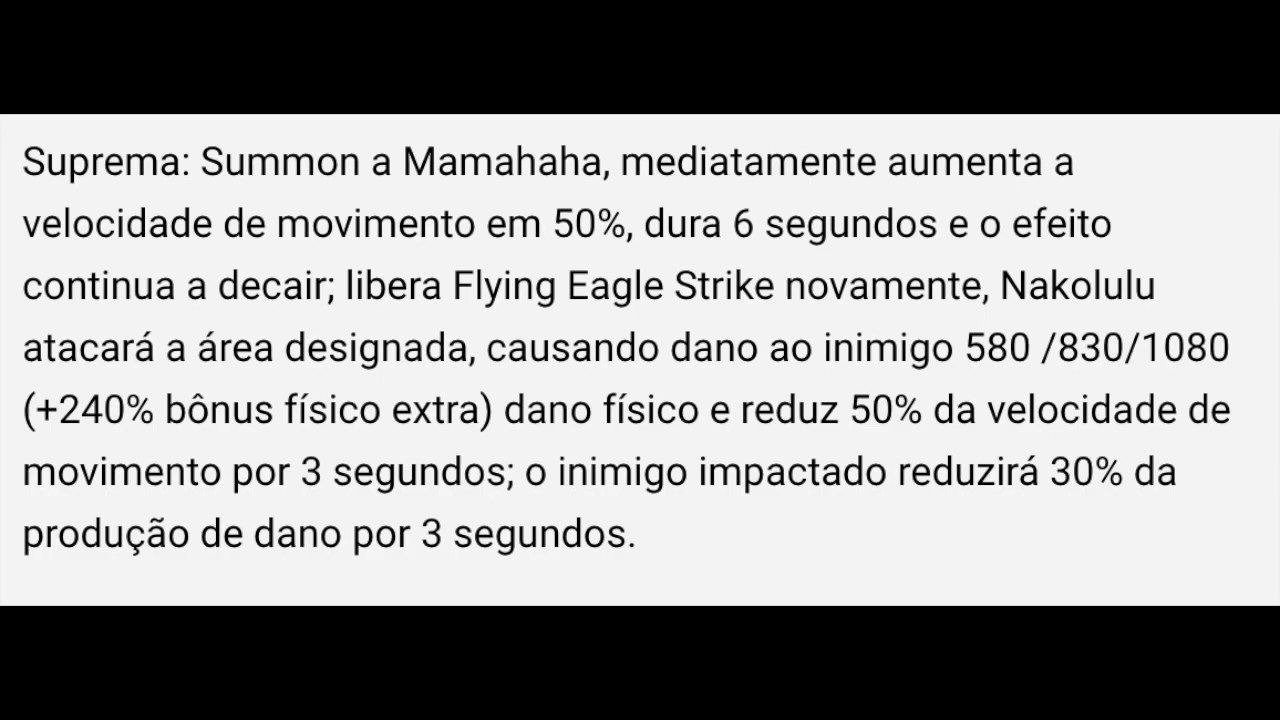 Suprema: Summon a Mamahaha, mediatamente aumenta a
velocidade de movimento em 50%, dura 6 segundos e o efeito
continua a decair; libera Flying Eagle Strike novamente, Nakolulu
atacará a área designada, causando dano ao inimigo 580 /830/1080
(+240% bônus físico extra) dano físico e reduz 50% da velocidade de
movimento por 3 segundos; o inimigo impactado reduzirá 30% da
produção de dano por 3 segundos.